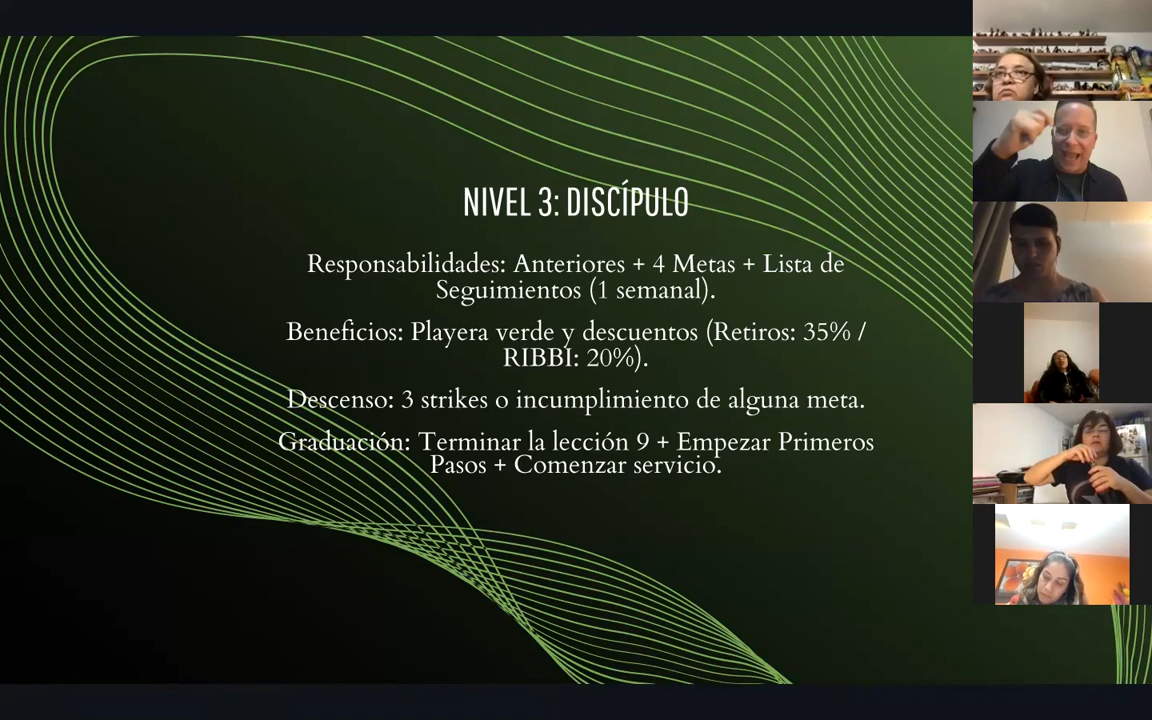 NIVEL 3: DISCÍPULO
Responsabilidades: Anteriores + 4 Metas + Lista de
Seguimientos (1 semanal).
Beneficios: Playera verde y descuentos (Retiros: 35% /
RIBBI: 20%).
Descenso: 3 strikes o incumplimiento de alguna meta.
Graduación: Terminar la lección 9 + Empezar Primeros
Pasos + Comenzar servicio.